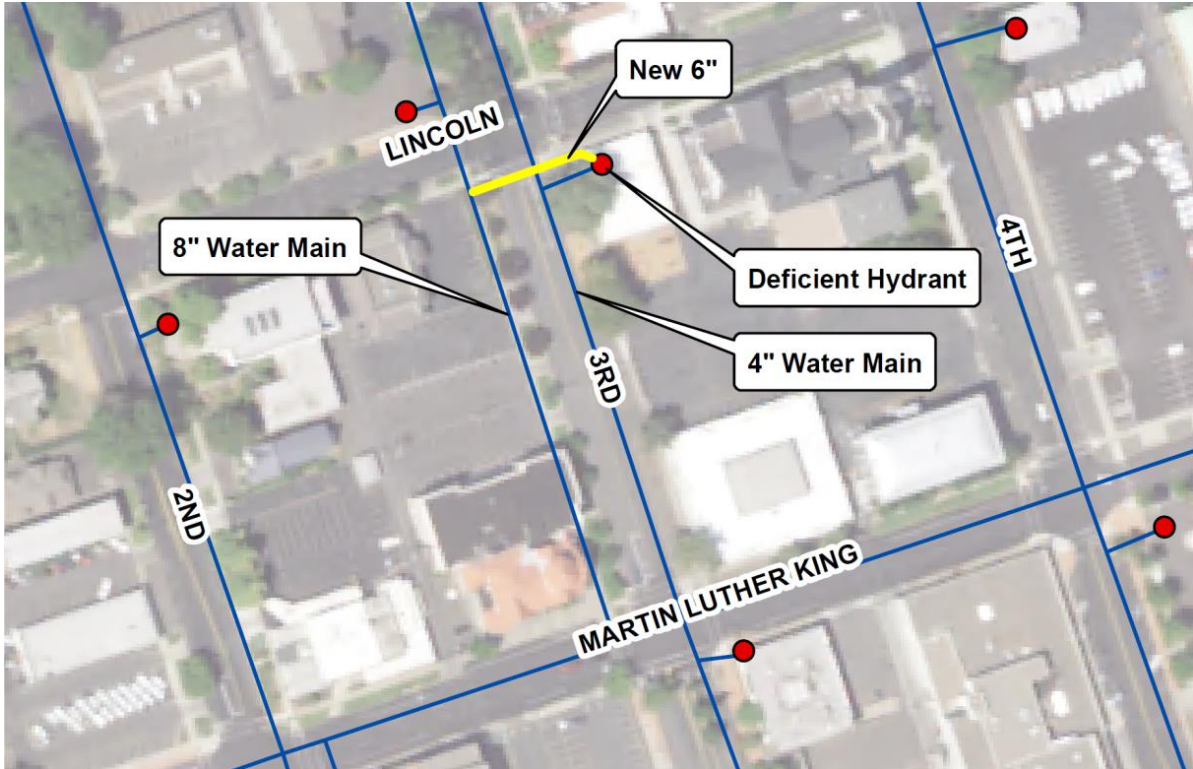 New 6"
LINCOLN
8" Water Main
4TH
Deficient Hydrant
4" Water Main
3RD
2ND
MARTIN LUTHER KING